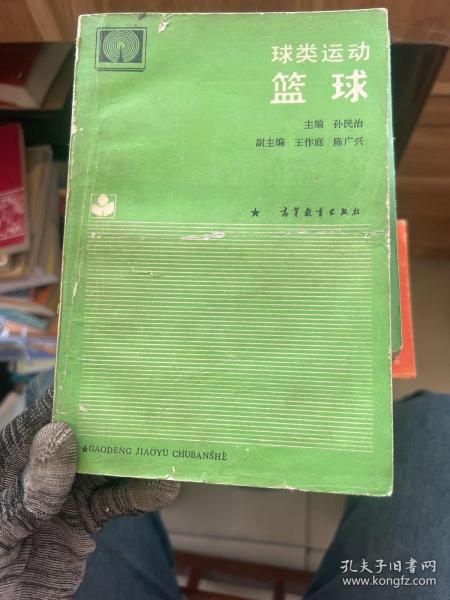 球类运动
篮球
主编 孙民治
副主编 王作庭 陈广兴
★ 高等教育出版社
★GAODENG JIAOYU CHUBANSHE
孔夫子旧书网
www.kongfz.com